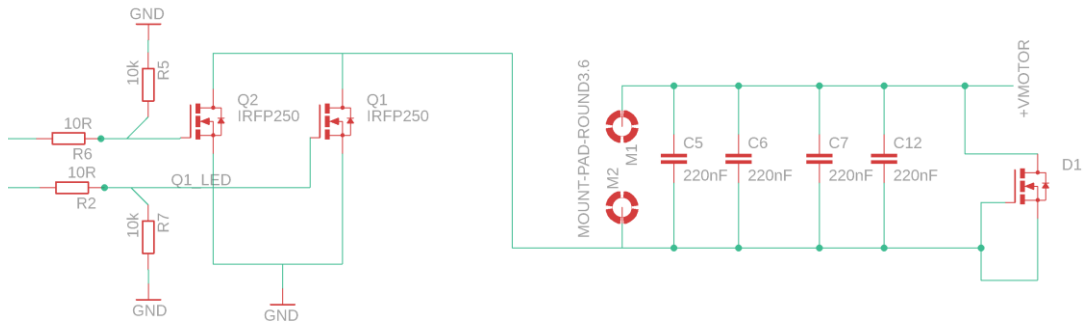 GND
10k
R5
Q2
IRFP250
Q1
IRFP250
10R
R6
10R
R2
Q1_LED
10k
R7
GND
GND
MOUNT-PAD-ROUND3.6
M1
M2
C5
220nF
C6
220nF
C7
220nF
C12
220nF
+VMOTOR
D1